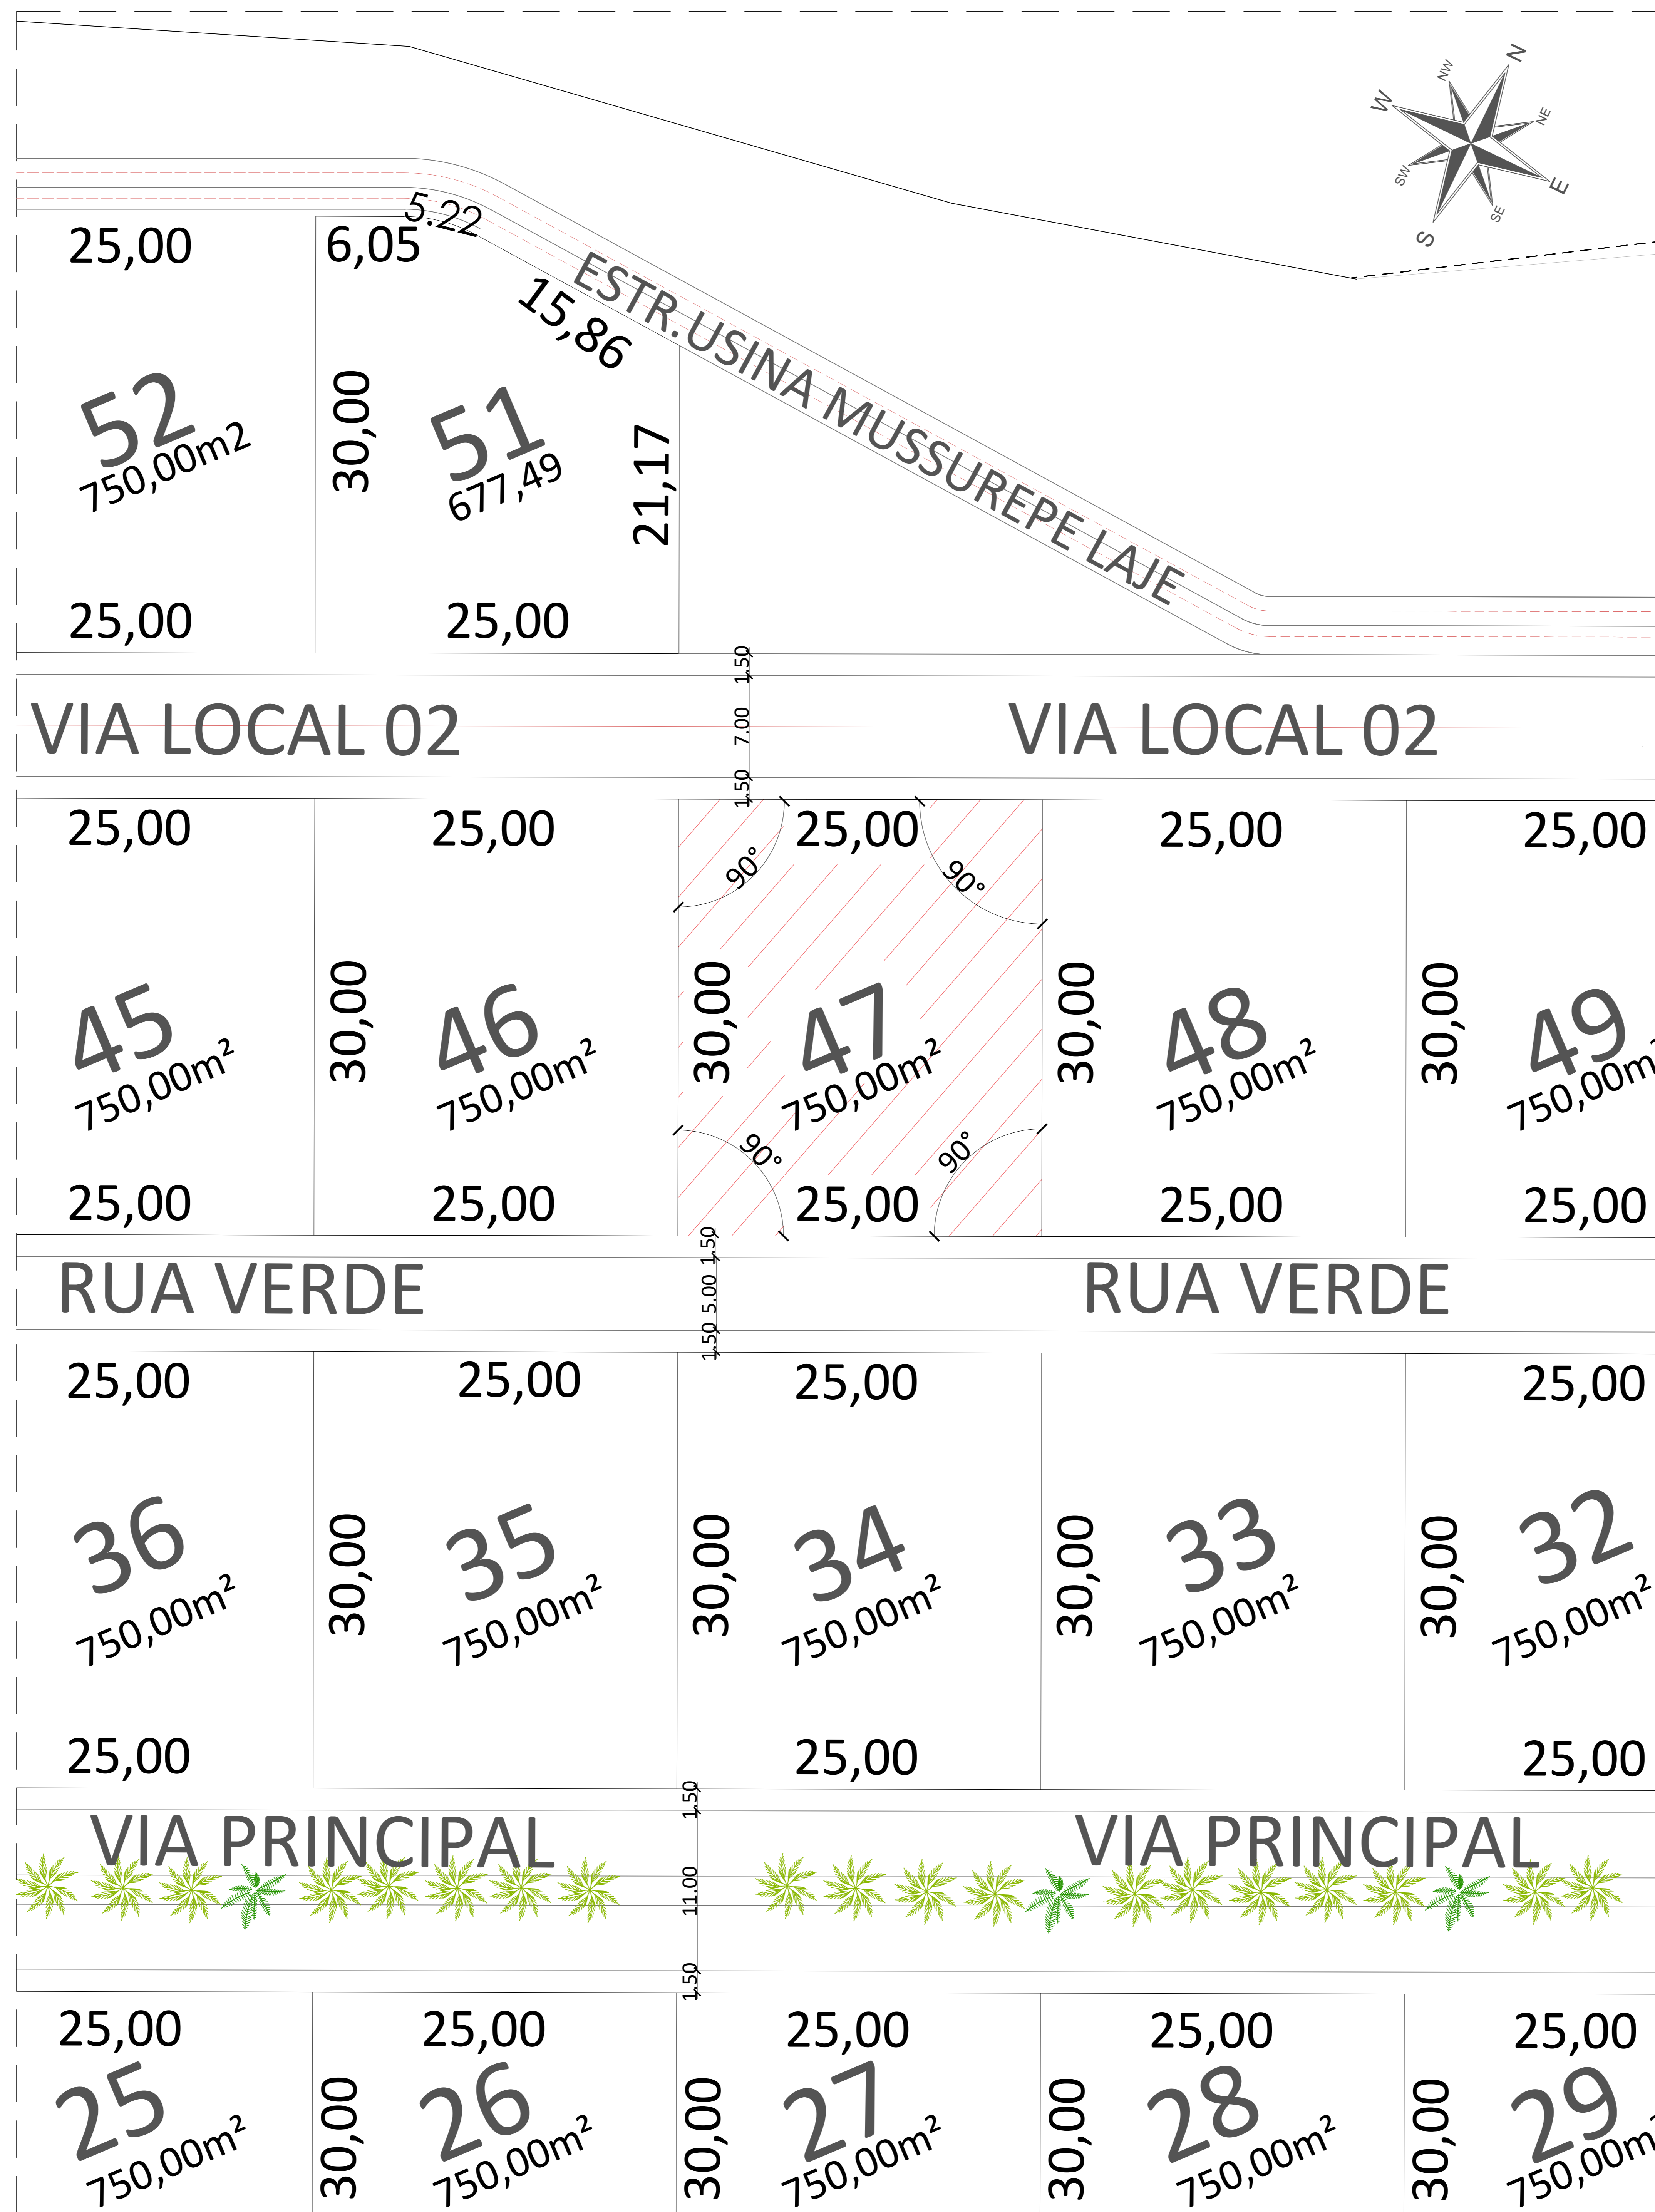 N
NW
W
NE
SW
E
SE
S
5.22
25,00
6,05
ESTR.USINA MUSSUREPE LAJE
15,86
52
750,00m2
30,00
51
677,49
21,17
25,00
25,00
1.50
VIA LOCAL 02
7.00
VIA LOCAL 02
1.50
25,00
25,00
25,00
25,00
25,00
90°
90°
45
750,00m²
30,00
46
750,00m²
30,00
47
750,00m²
30,00
48
750,00m²
30,00
49
750,00m²
90°
90°
25,00
25,00
25,00
25,00
25,00
1.50
RUA VERDE
5.00
RUA VERDE
1.50
25,00
25,00
25,00
25,00
36
750,00m²
30,00
35
750,00m²
30,00
34
750,00m²
30,00
33
750,00m²
30,00
32
750,00m²
25,00
25,00
25,00
1.50
VIA PRINCIPAL
VIA PRINCIPAL
11.00
1.50
25,00
25,00
25,00
25,00
25,00
25
750,00m²
30,00
26
750,00m²
30,00
27
750,00m²
30,00
28
750,00m²
30,00
29
750,00m²